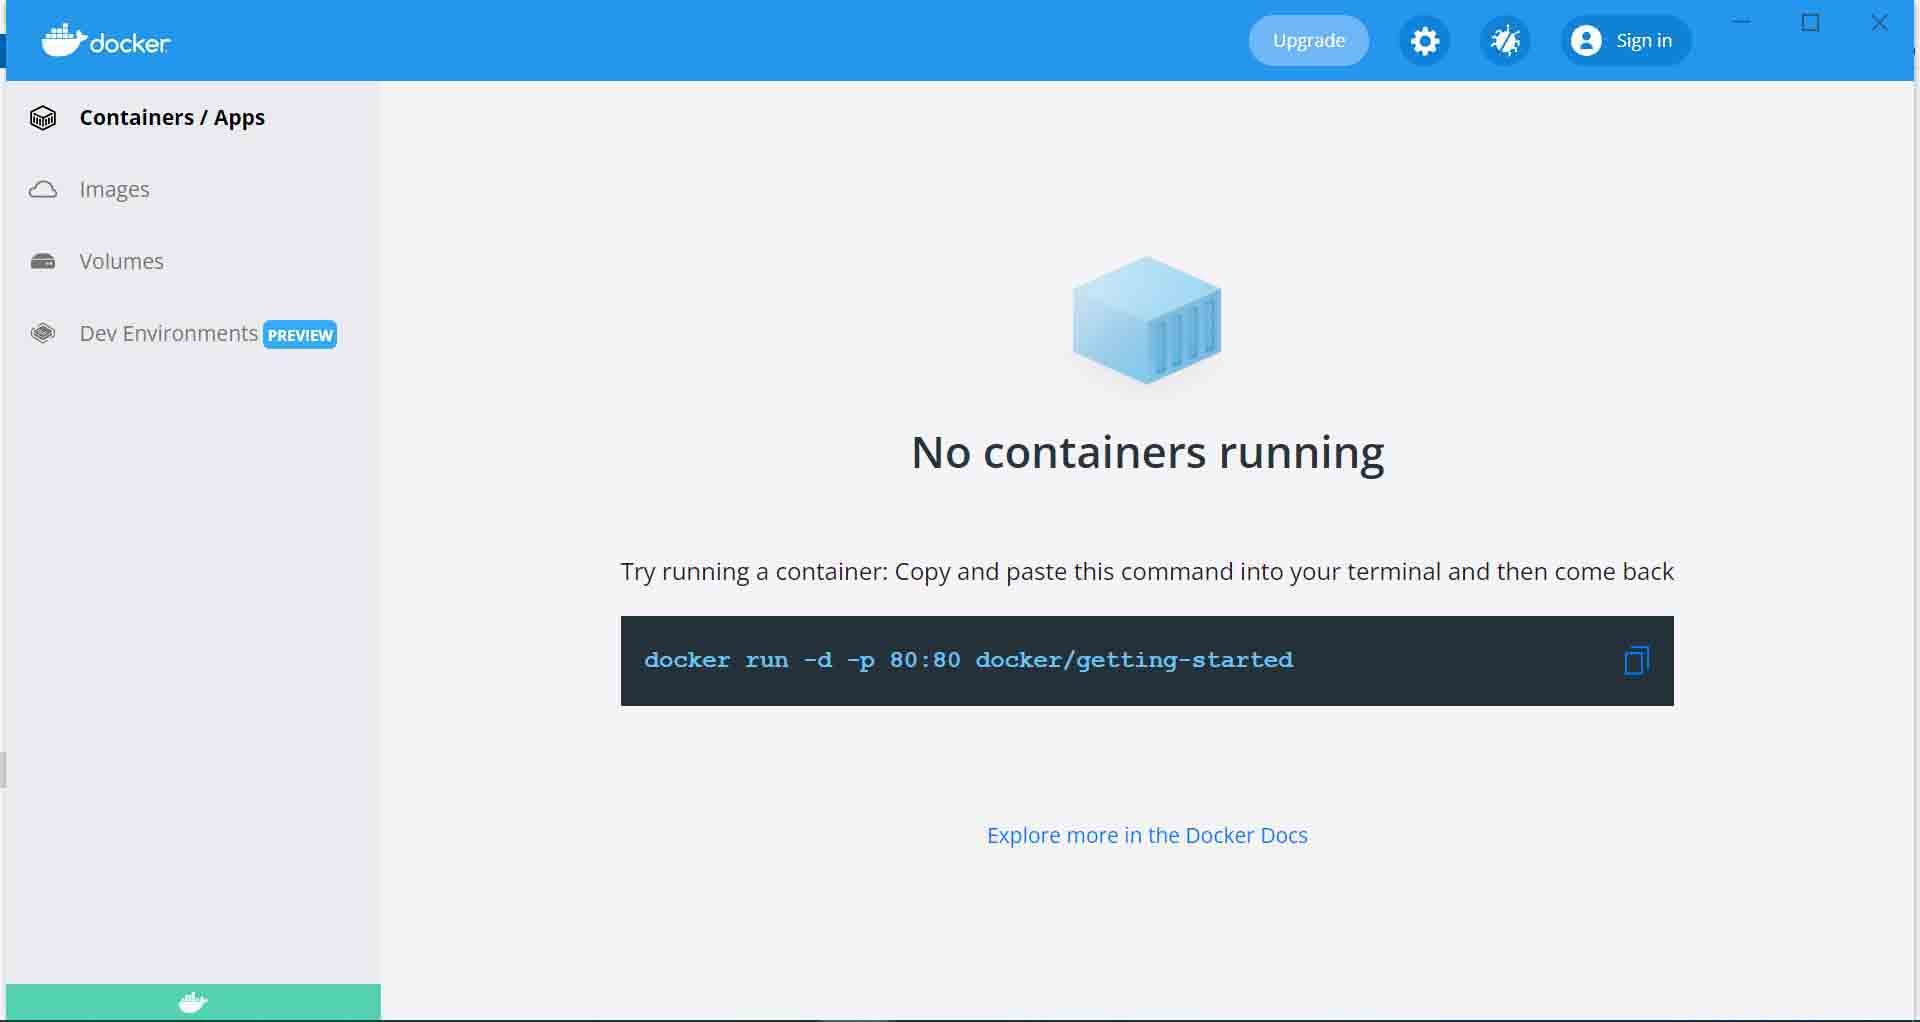 docker
Upgrade
Sign in
Containers / Apps
Images
Volumes
Dev Environments PREVIEW
No containers running
Try running a container: Copy and paste this command into your terminal and then come back
docker run -d -p 80:80 docker/getting-started
Explore more in the Docker Docs